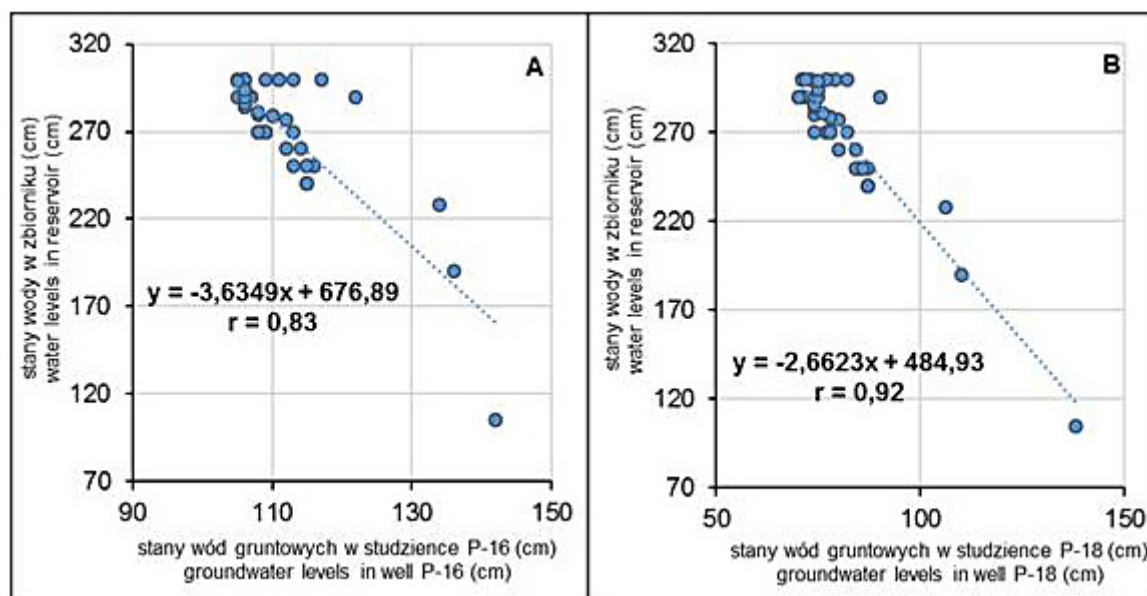 A
stany wody w zbiorniku (cm)
water levels in reservoir (cm)
320
270
220
170
120
70
y = -3,6349x + 676,89
r = 0,83
90 110 130 150
stany wód gruntowych w studzience P-16 (cm)
groundwater levels in well P-16 (cm)
B
stany wody w zbiorniku (cm)
water levels in reservoir (cm)
320
270
220
170
120
70
y = -2,6623x + 484,93
r = 0,92
50 100 150
stany wód gruntowych w studzience P-18 (cm)
groundwater levels in well P-18 (cm)